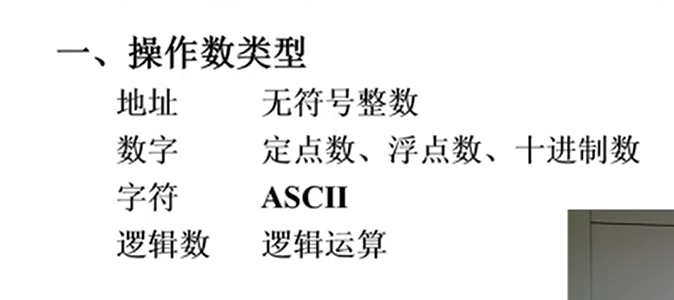 一、操作数类型
地址 无符号整数
数字 定点数、浮点数、十进制数
字符 ASCII
逻辑数 逻辑运算